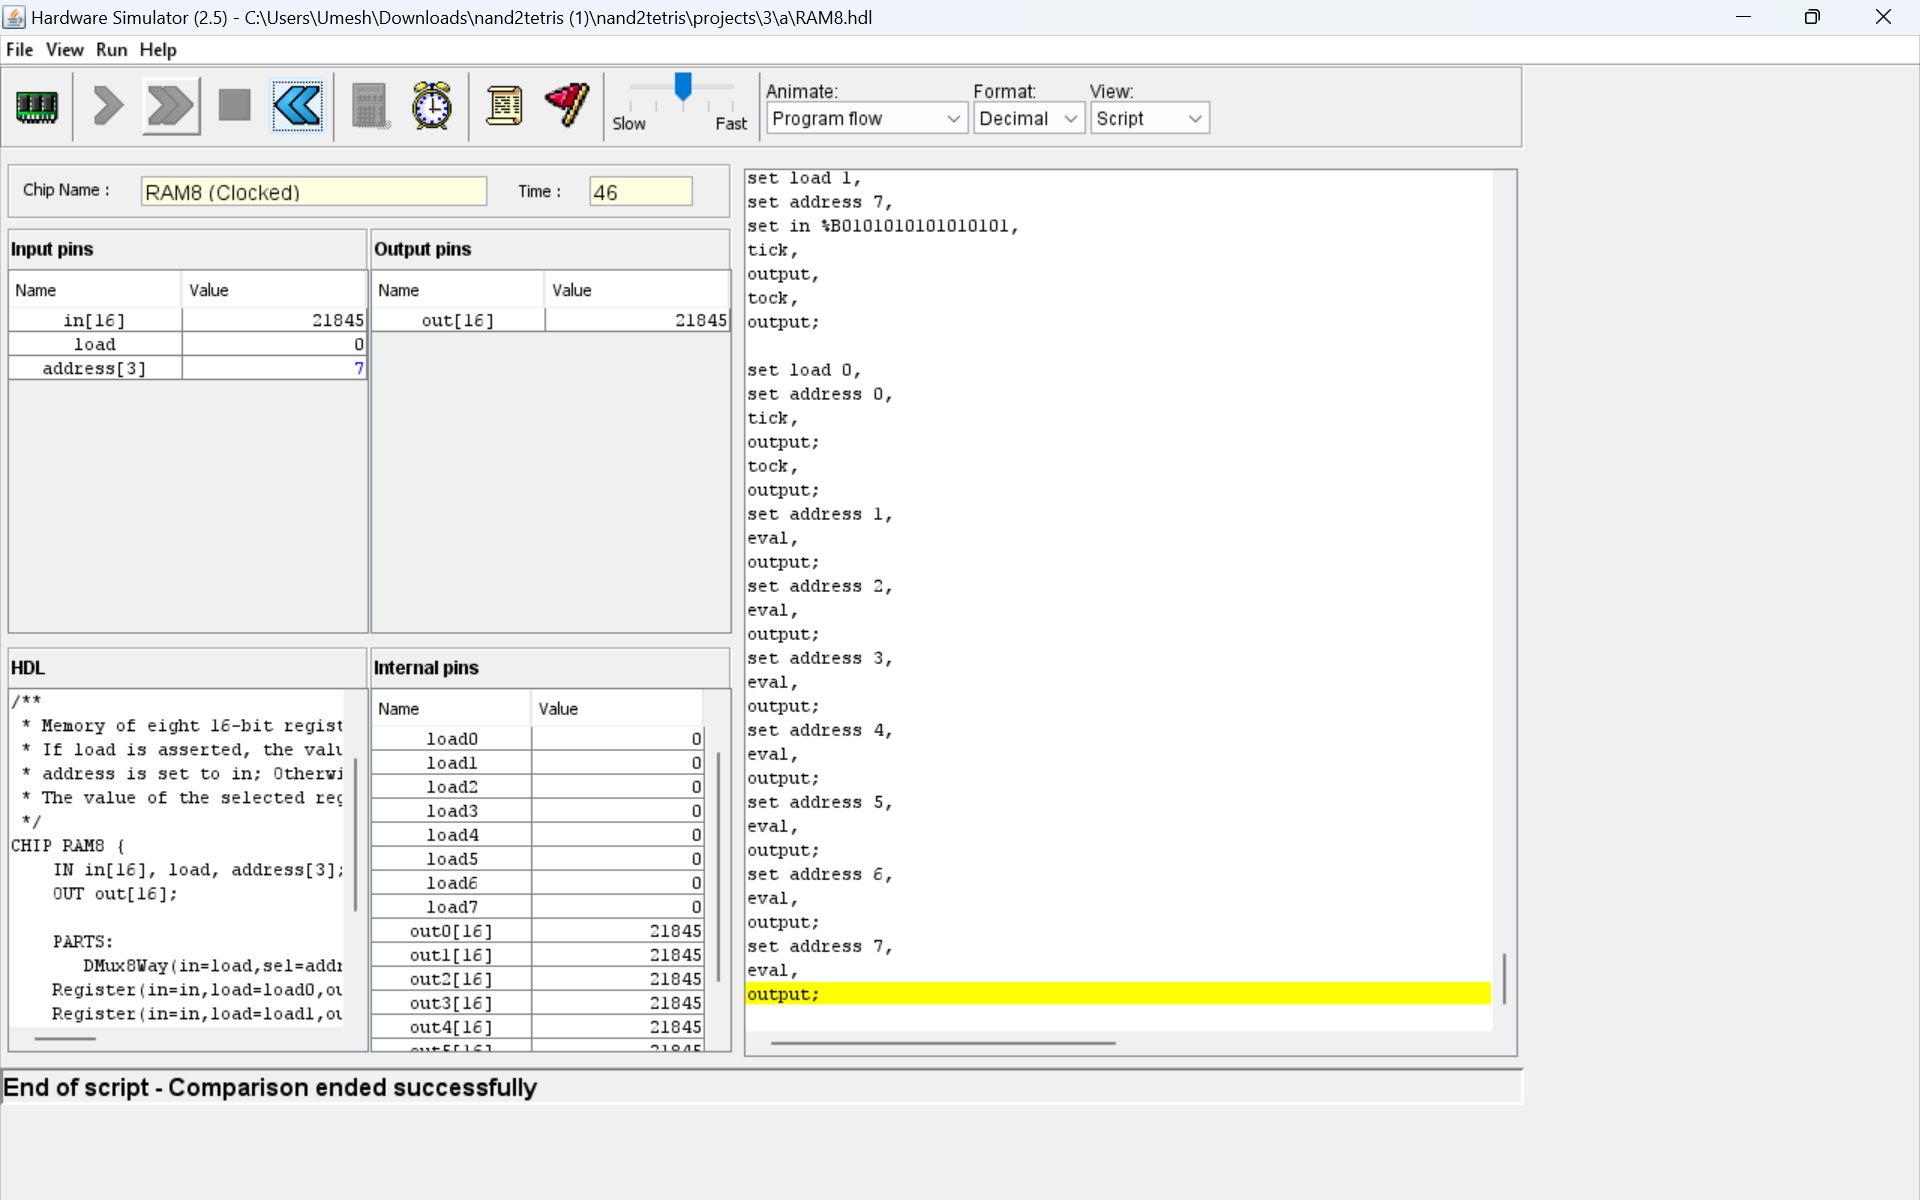 Hardware Simulator (2.5) - C:\Users\Umesh\Downloads\nand2tetris (1)\nand2tetris\projects\3\a\RAM8.hdl
File View Run Help
Slow Fast
Animate:
Program flow
Format:
Decimal
View:
Script
Chip Name :
RAM8 (Clocked)
Time :
46
Input pins
Name Value
in[16] 21845
load 0
address[3] 7
Output pins
Name Value
out[16] 21845
HDL
/**
* Memory of eight 16-bit regist
* If load is asserted, the valu
* address is set to in; Otherwi
* The value of the selected reg
*/
CHIP RAM8 {
IN in[16], load, address[3];
OUT out[16];
PARTS:
DMux8Way(in=load,sel=addr
Register(in=in,load=load0,ou
Register(in=in,load=load1,ou
Internal pins
Name Value
load0 0
load1 0
load2 0
load3 0
load4 0
load5 0
load6 0
load7 0
out0[16] 21845
out1[16] 21845
out2[16] 21845
out3[16] 21845
out4[16] 21845
out5[16] 21845
set load 1,
set address 7,
set in %B0101010101010101,
tick,
output,
tock,
output;
set load 0,
set address 0,
tick,
output;
tock,
output;
set address 1,
eval,
output;
set address 2,
eval,
output;
set address 3,
eval,
output;
set address 4,
eval,
output;
set address 5,
eval,
output;
set address 6,
eval,
output;
set address 7,
eval,
output;
End of script - Comparison ended successfully